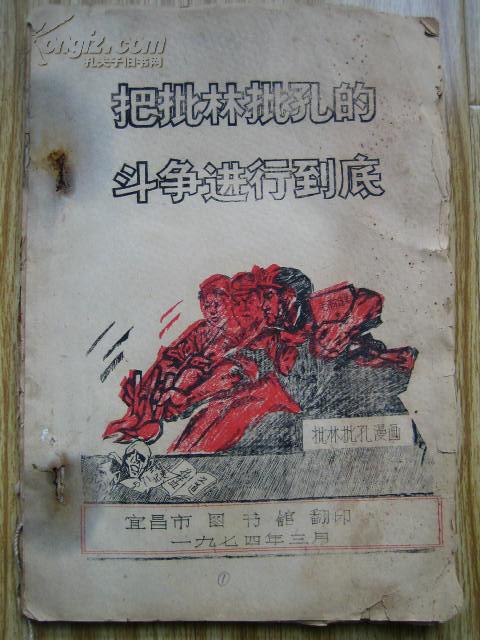 Kongfz.com
孔夫子旧书网
把批林批孔的
斗争进行到底
批林批孔漫画
宜昌市图书馆翻印
一九七四年三月
①